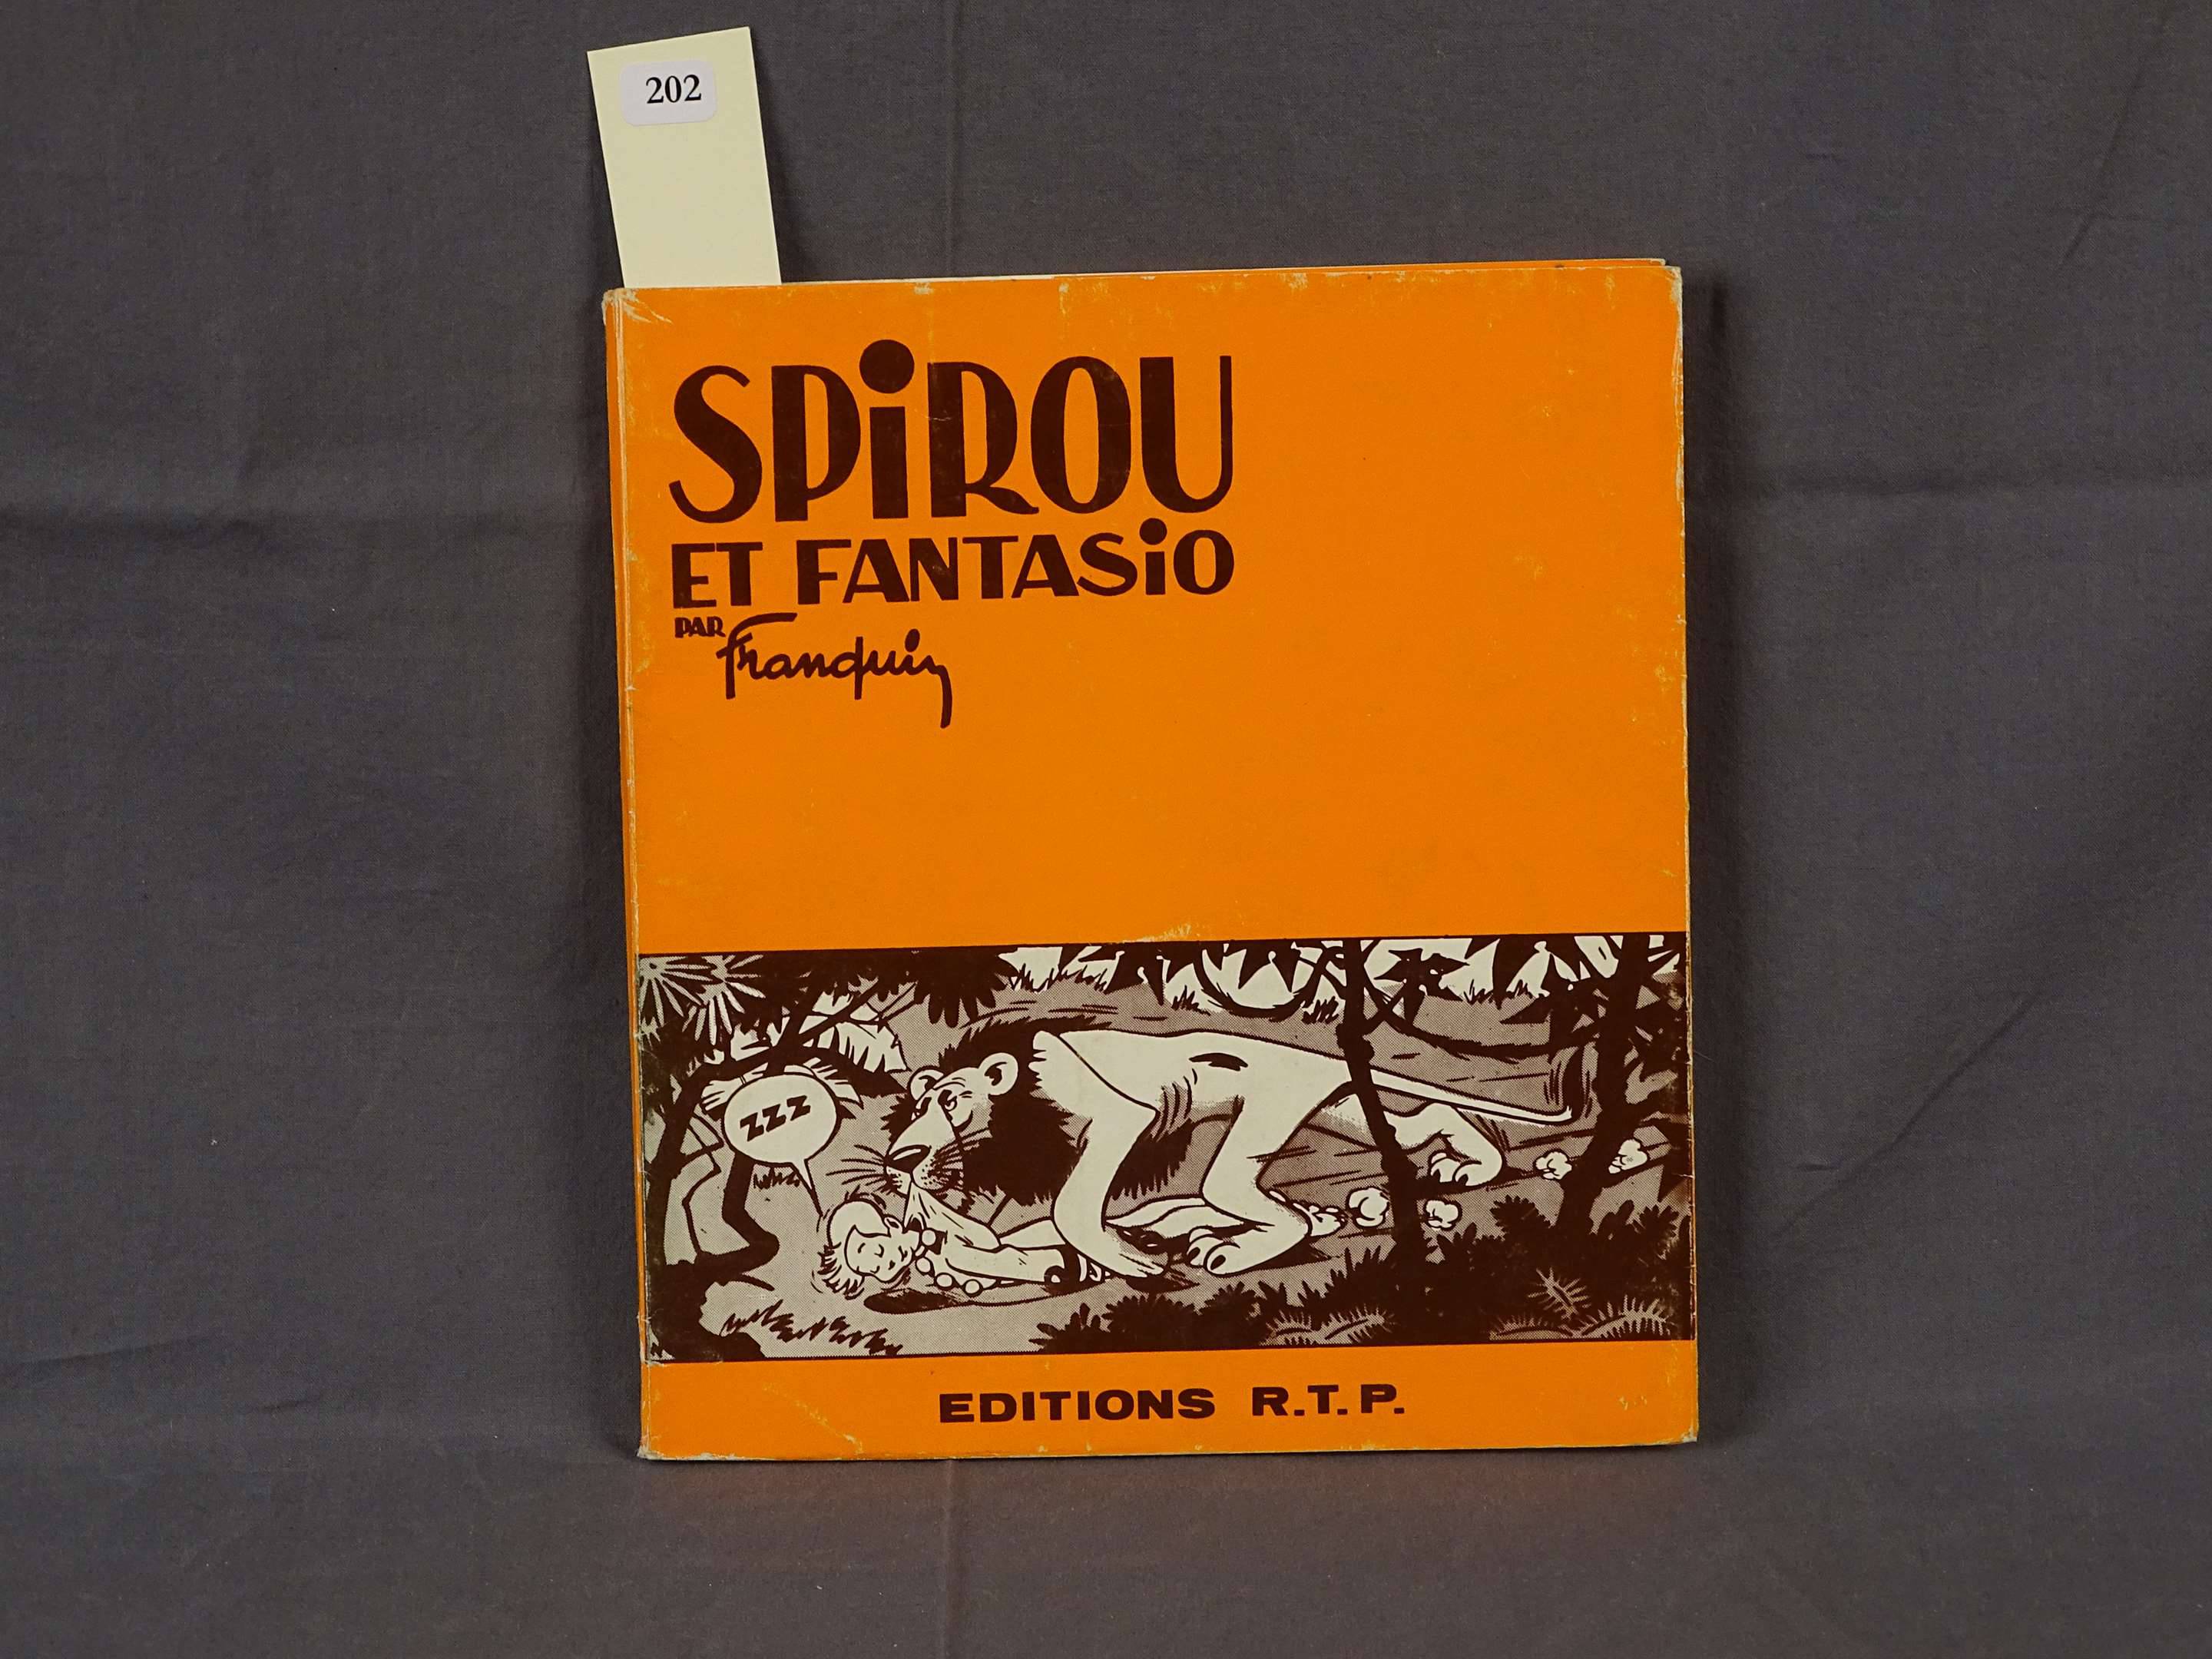 202
SPiROU
ET FANTASiO
PAR Franquin
ZZZ
EDITIONS R.T.P.